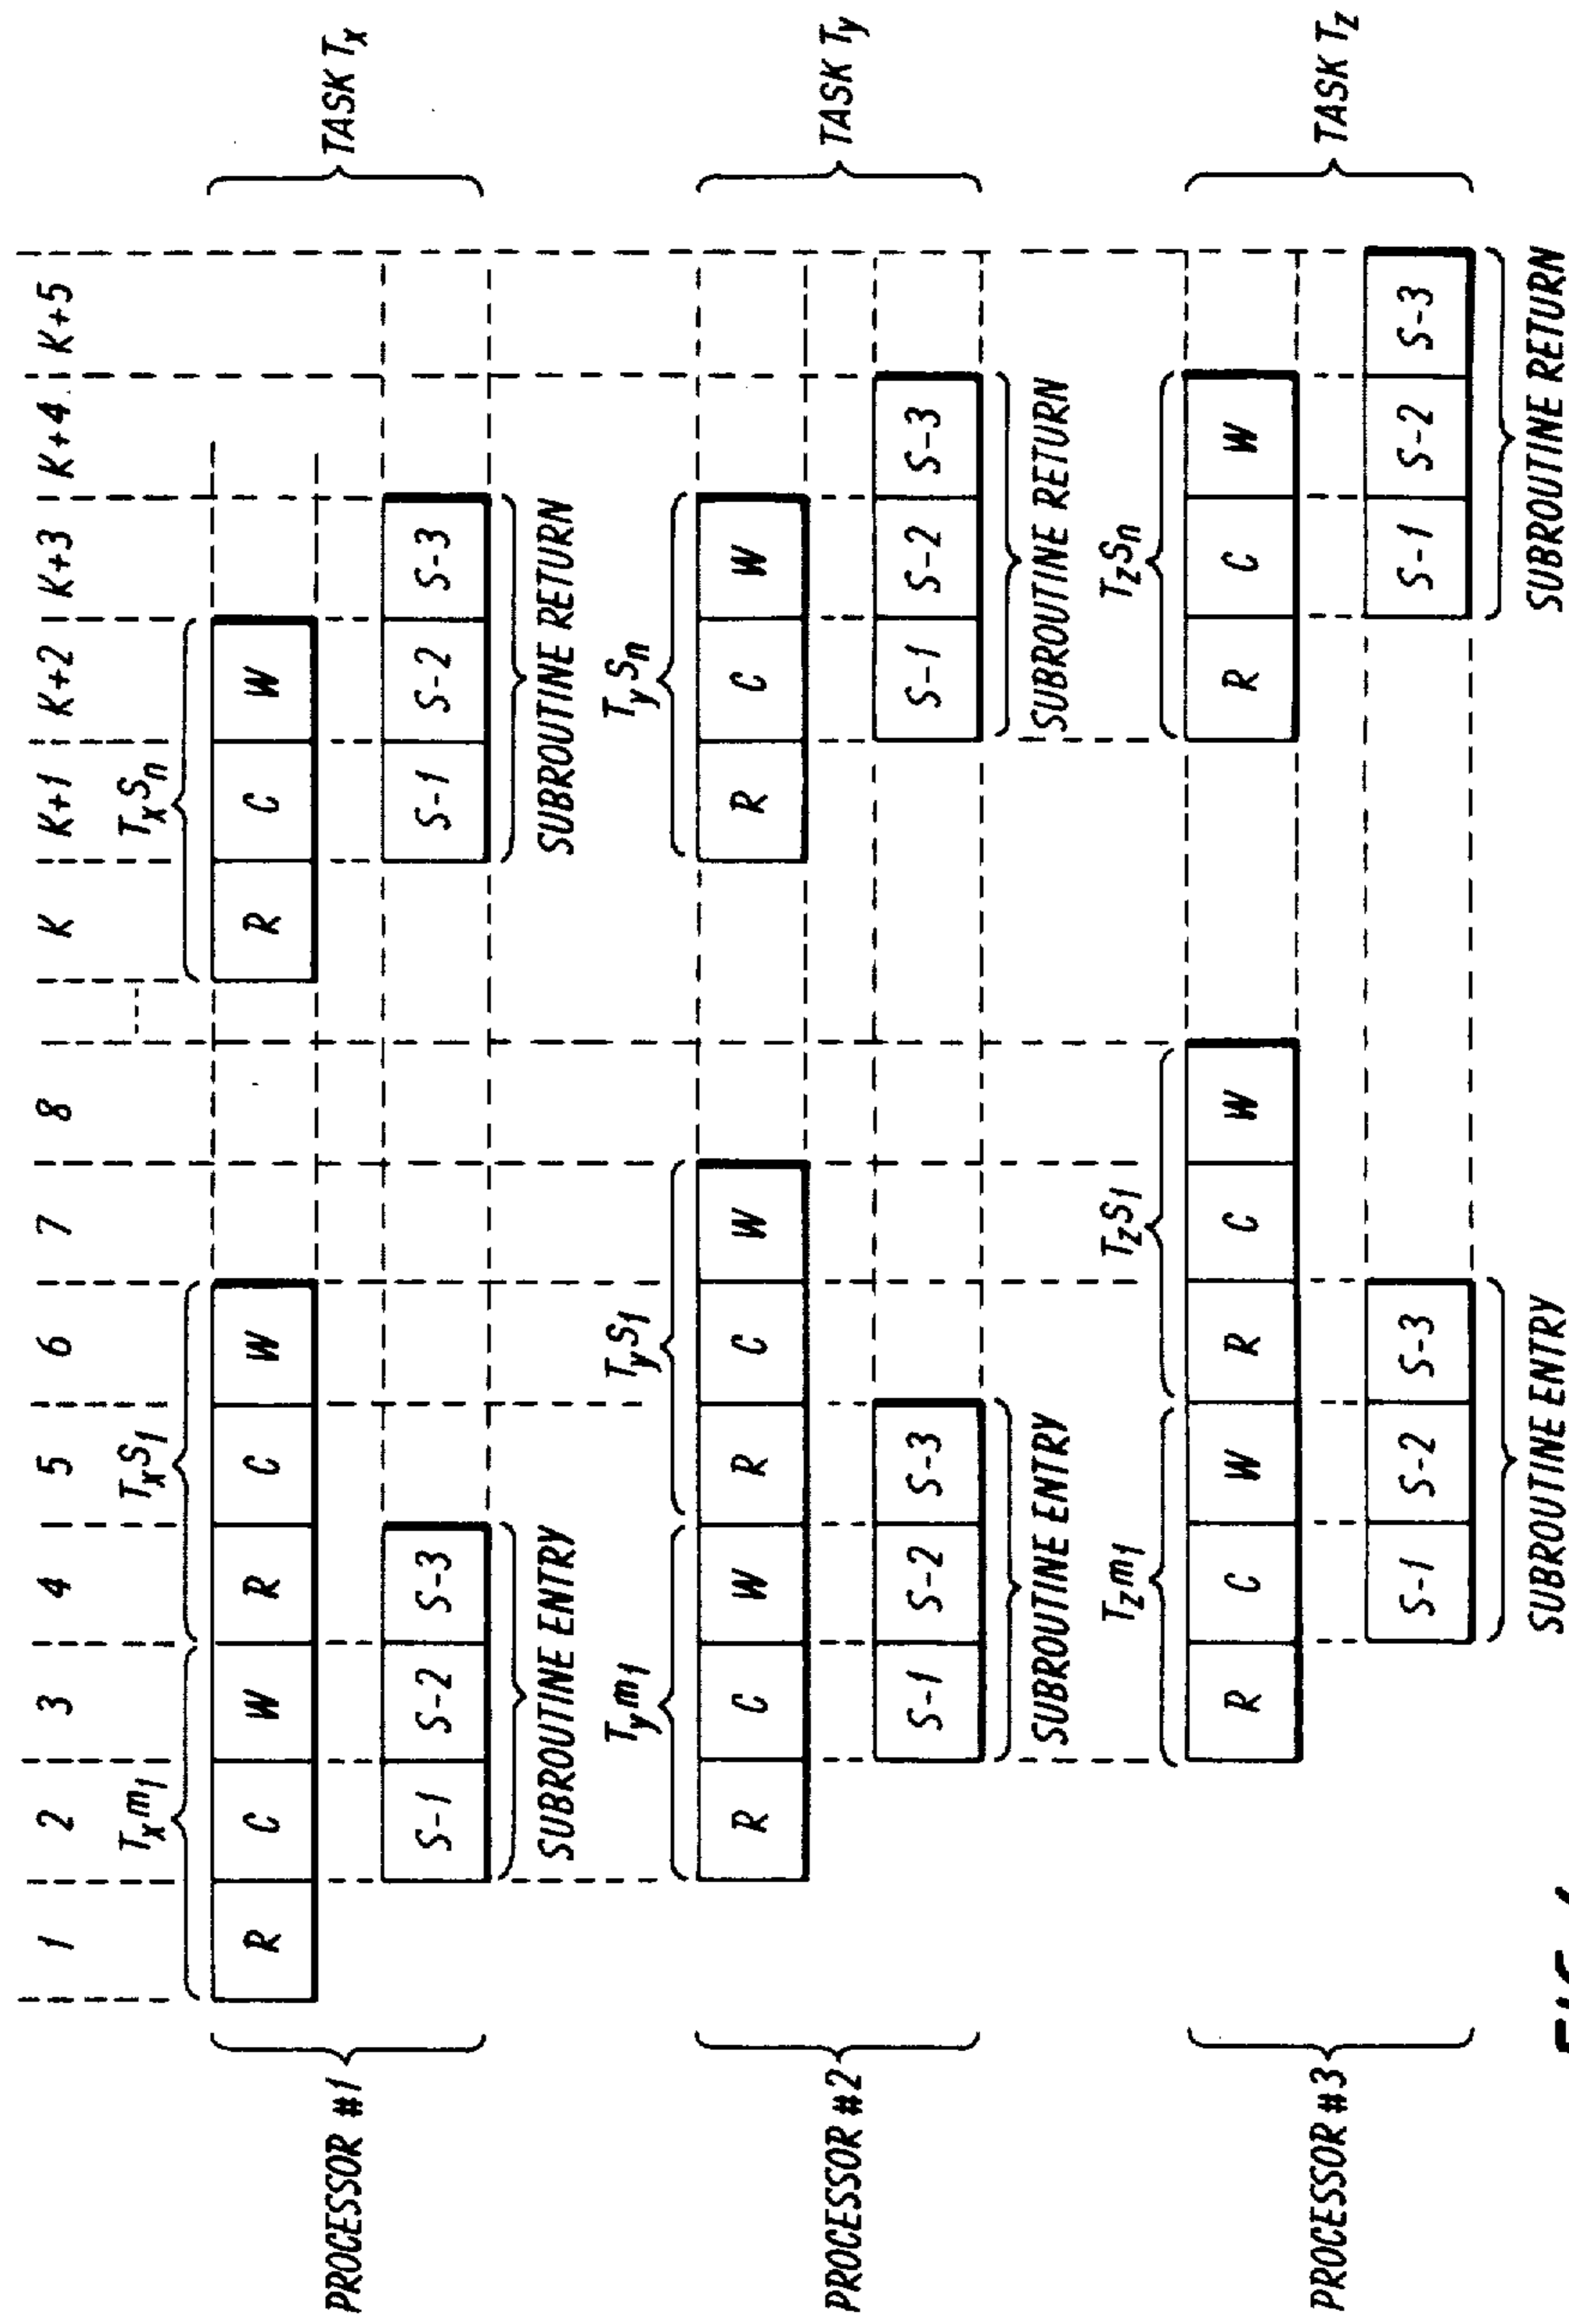 1 2 3 4 5 6 7 8 K K+1 K+2 K+3 K+4 K+5
TₓM₁ TₓS₁ TₓSₙ
PROCESSOR #1 R C W R C W R C W TASK Tₓ
S-1 S-2 S-3 S-1 S-2 S-3
SUBROUTINE ENTRY SUBROUTINE RETURN
Tym₁ TyS₁ TySₙ
PROCESSOR #2 R C W R C W R C W TASK Ty
S-1 S-2 S-3 S-1 S-2 S-3
SUBROUTINE ENTRY SUBROUTINE RETURN
Tzm₁ TzS₁ TzSₙ
PROCESSOR #3 R C W R C W R C W TASK Tz
S-1 S-2 S-3 S-1 S-2 S-3
SUBROUTINE ENTRY SUBROUTINE RETURN